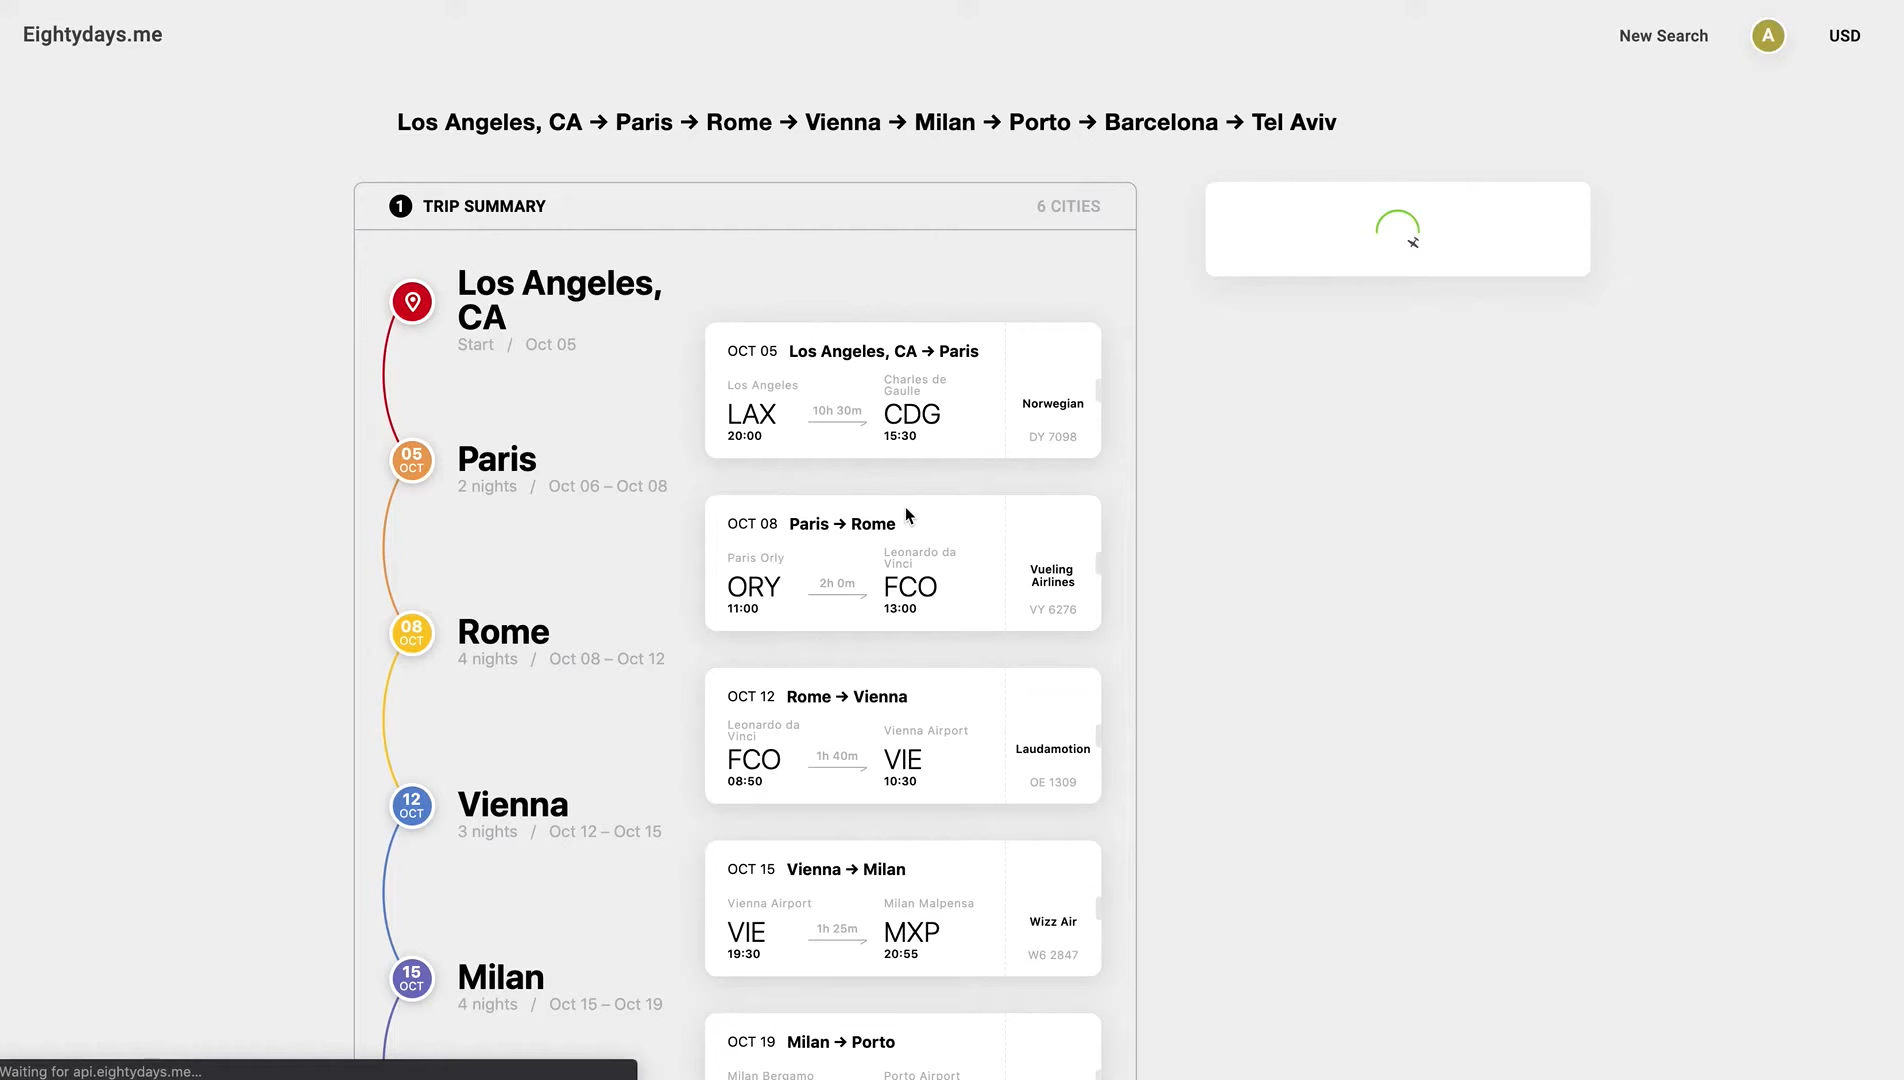 Eightydays.me
New Search
A
USD
Los Angeles, CA → Paris → Rome → Vienna → Milan → Porto → Barcelona → Tel Aviv
1 TRIP SUMMARY
6 CITIES
Los Angeles,
CA
Start / Oct 05
OCT 05 Los Angeles, CA → Paris
Los Angeles
LAX
20:00
10h 30m
Charles de
Gaulle
CDG
15:30
Norwegian
DY 7098
05
OCT
Paris
2 nights / Oct 06 – Oct 08
OCT 08 Paris → Rome
Paris Orly
ORY
11:00
2h 0m
Leonardo da
Vinci
FCO
13:00
Vueling
Airlines
VY 6276
08
OCT
Rome
4 nights / Oct 08 – Oct 12
OCT 12 Rome → Vienna
Leonardo da
Vinci
FCO
08:50
1h 40m
Vienna Airport
VIE
10:30
Laudamotion
OE 1309
12
OCT
Vienna
3 nights / Oct 12 – Oct 15
OCT 15 Vienna → Milan
Vienna Airport
VIE
19:30
1h 25m
Milan Malpensa
MXP
20:55
Wizz Air
W6 2847
15
OCT
Milan
4 nights / Oct 15 – Oct 19
OCT 19 Milan → Porto
Milan Bergamo
Porto Airport
Waiting for api.eightydays.me...